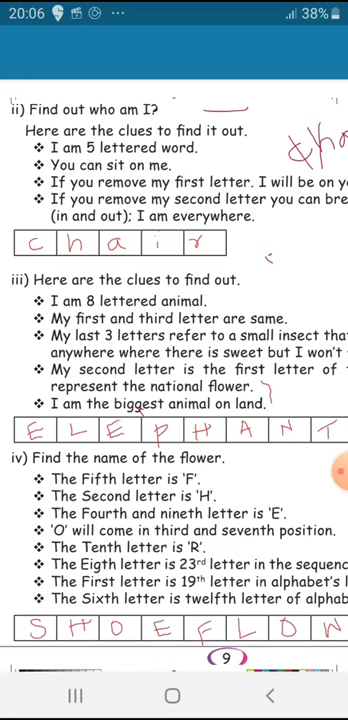 20:06 38%
ii) Find out who am I?
Here are the clues to find it out.
❖ I am 5 lettered word.
❖ You can sit on me.
❖ If you remove my first letter. I will be on y
❖ If you remove my second letter you can bre
(in and out); I am everywhere.
c h a i r
iii) Here are the clues to find out.
❖ I am 8 lettered animal.
❖ My first and third letter are same.
❖ My last 3 letters refer to a small insect tha
anywhere where there is sweet but I won't
❖ My second letter is the first letter of
represent the national flower.
❖ I am the biggest animal on land.
E L E P H A N T
iv) Find the name of the flower.
❖ The Fifth letter is 'F'.
❖ The Second letter is 'H'.
❖ The Fourth and nineth letter is 'E'.
❖ 'O' will come in third and seventh position.
❖ The Tenth letter is 'R'.
❖ The Eigth letter is 23rd letter in the sequenc
❖ The First letter is 19th letter in alphabet's l
❖ The Sixth letter is twelfth letter of alphab
S H O E F L O W
9